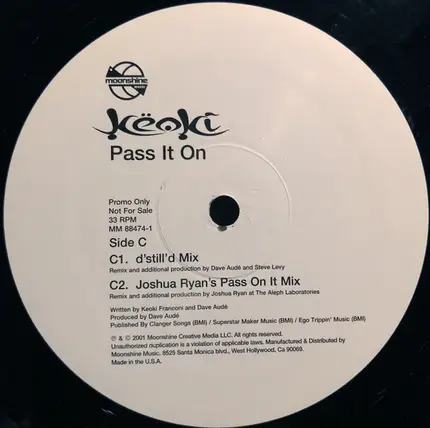 moonshine
Këoki
Pass It On
Promo Only
Not For Sale
33 RPM
MM 88474-1
Side C
C1. d'still'd Mix
Remix and additional production by Dave Audé and Steve Levy
C2. Joshua Ryan's Pass On It Mix
Remix and additional production by Joshua Ryan at The Aleph Laboratories
Written by Keoki Franconi and Dave Audé
Produced by Dave Audé
Published By Clanger Songs (BMI) / Superstar Maker Music (BMI) / Ego Trippin' Music (BMI)
℗ & © 2001 Moonshine Creative Media LLC. All rights reserved.
Unauthorized duplication is a violation of applicable laws. Manufactured & Distributed by
Moonshine Music. 8525 Santa Monica blvd., West Hollywood, Ca 90069.
Made in the U.S.A.